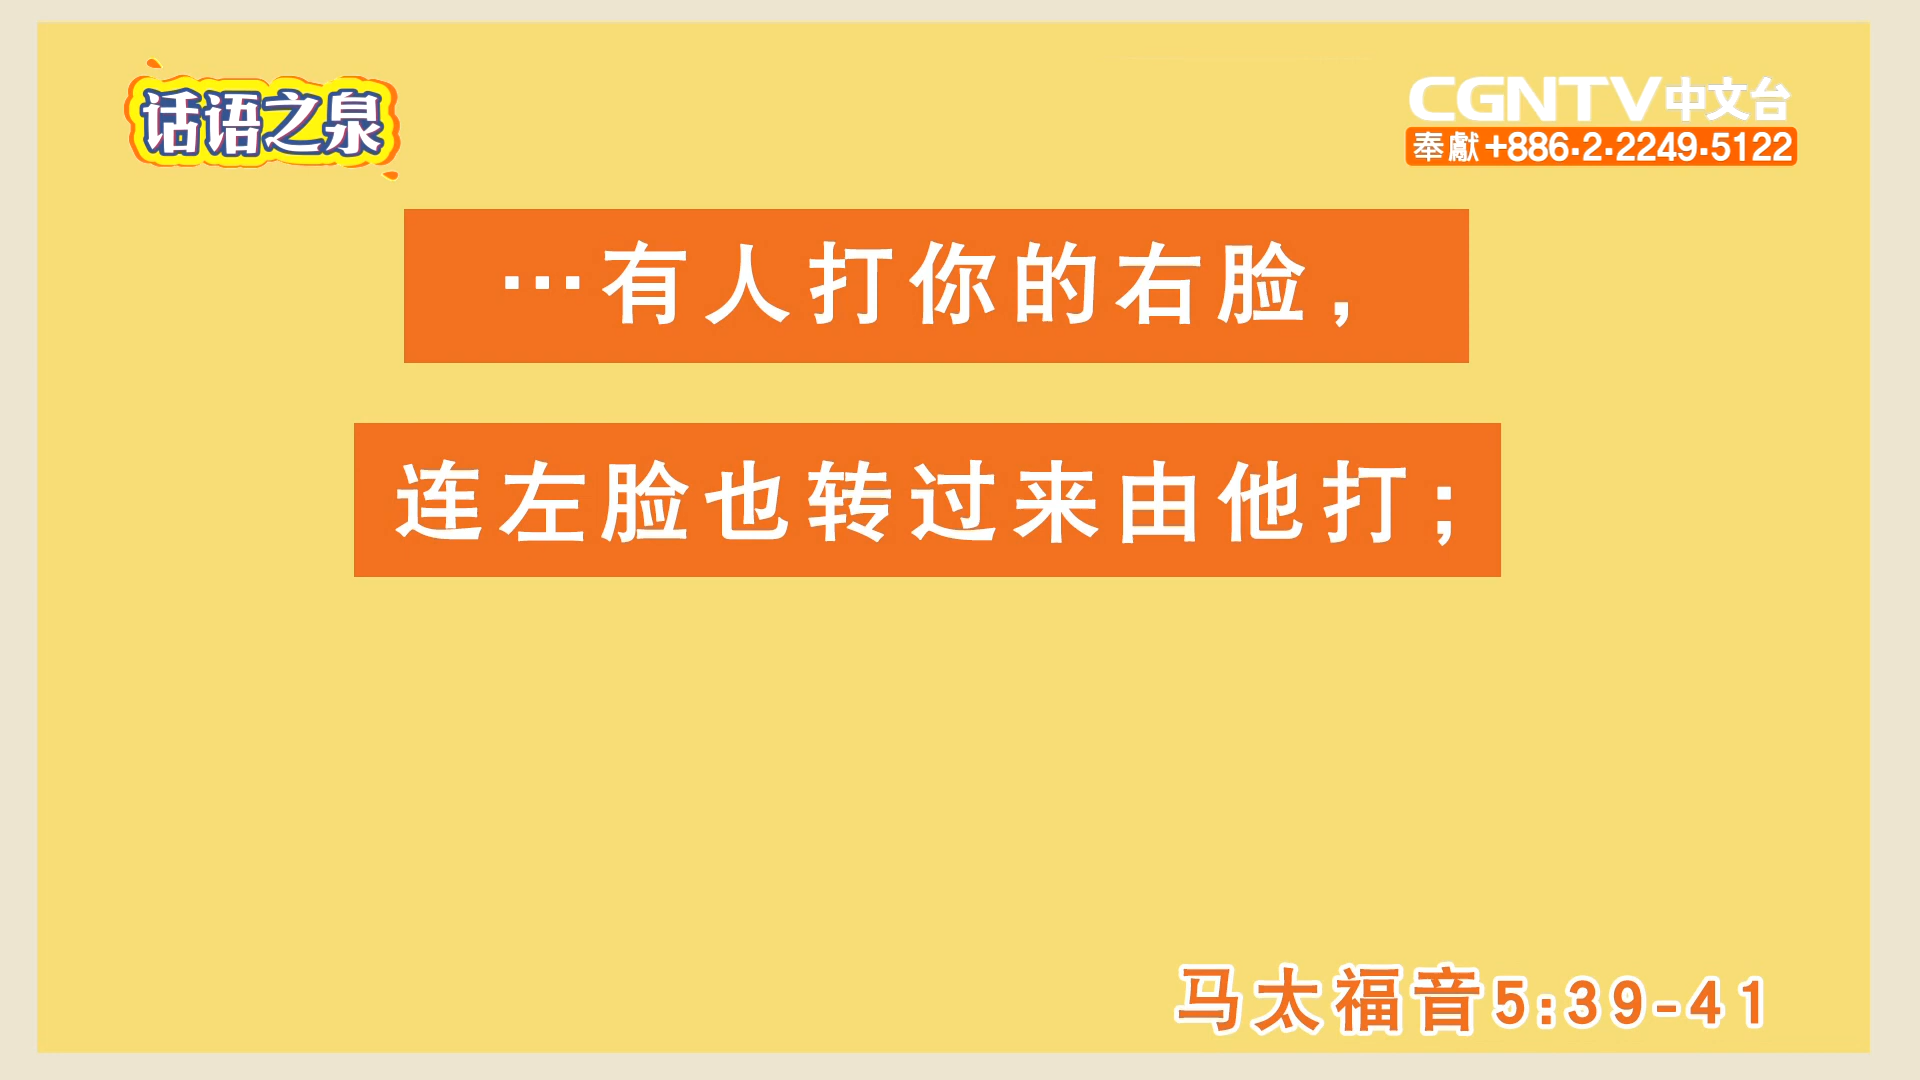 话语之泉
CGNTV中文台
奉獻 +886·2·2249·5122
…有人打你的右脸，
连左脸也转过来由他打；
马太福音5:39-41